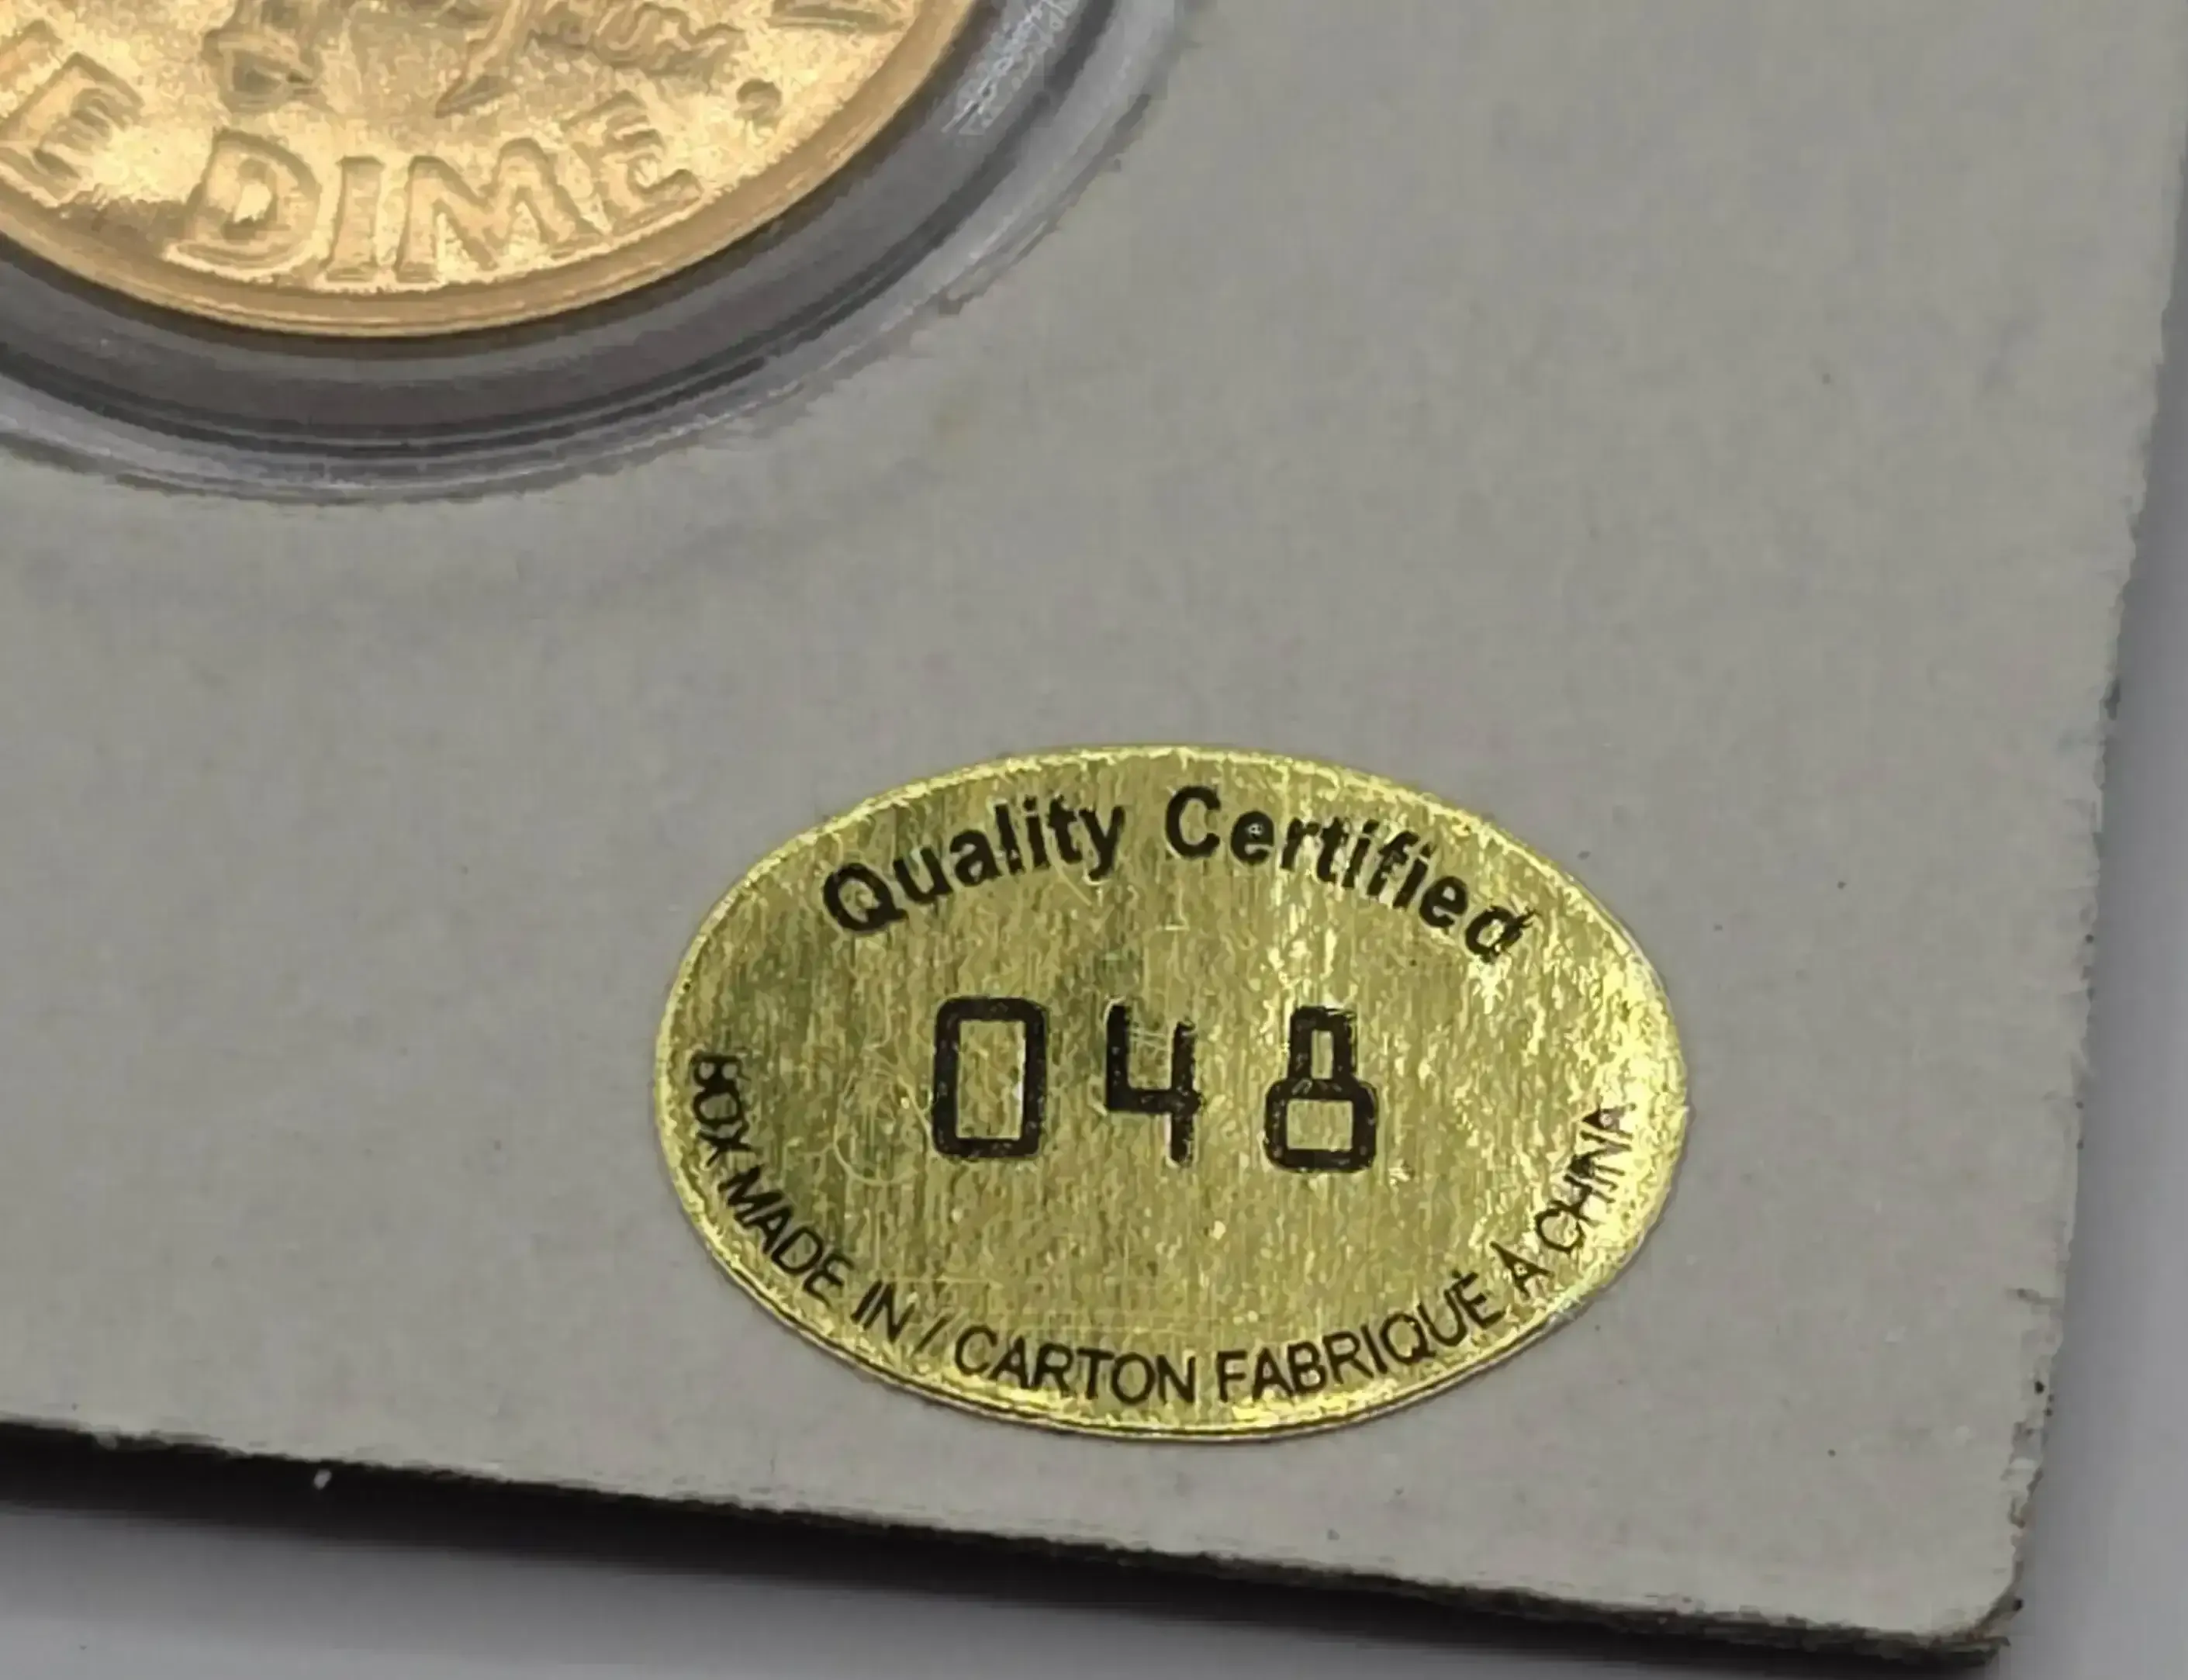 E DIME
Quality Certified
048
BOX MADE IN / CARTON FABRIQUÉ À CHINA